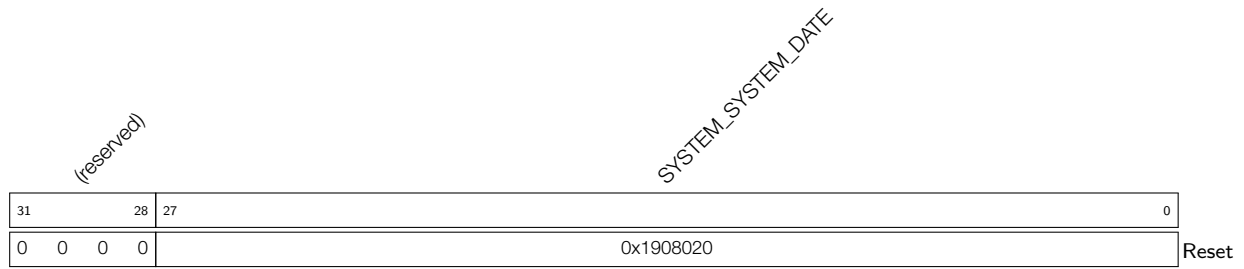 (reserved)
SYSTEM_SYSTEM_DATE
31 28 27 0
0 0 0 0 0x1908020 Reset